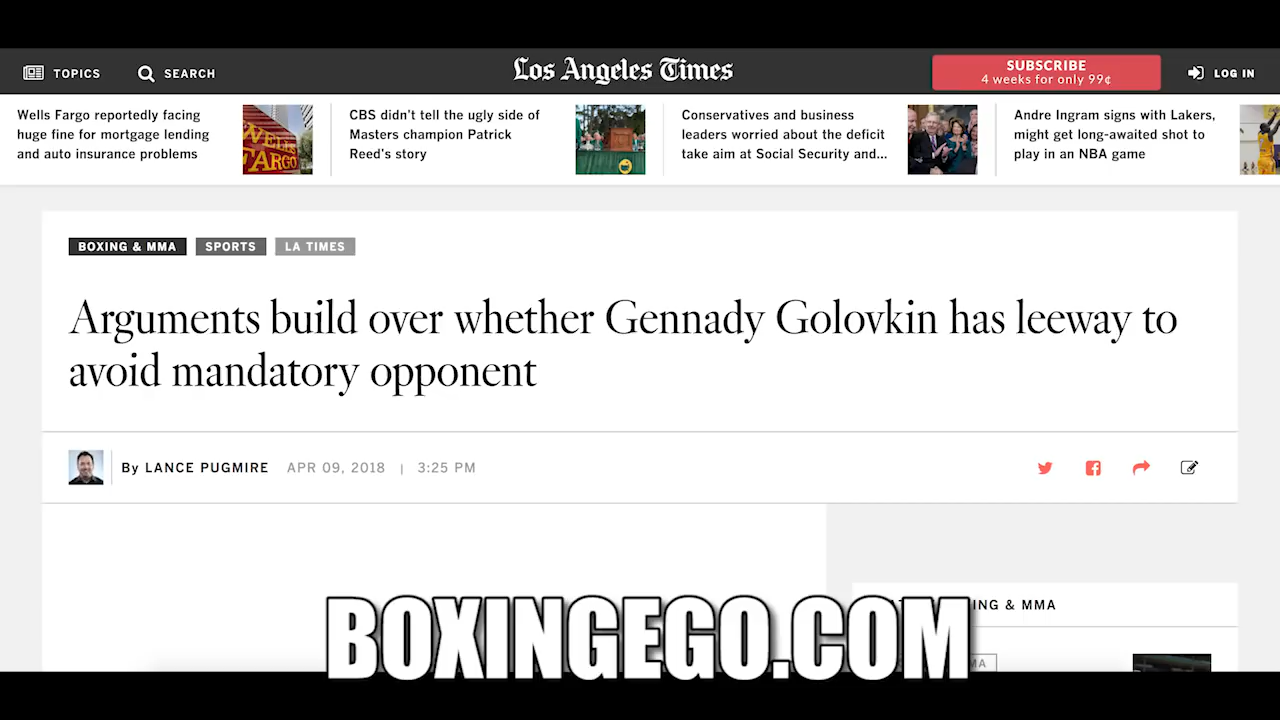 TOPICS
SEARCH
Los Angeles Times
SUBSCRIBE
4 weeks for only 99¢
LOG IN
Wells Fargo reportedly facing
huge fine for mortgage lending
and auto insurance problems
WELLS
FARGO
CBS didn't tell the ugly side of
Masters champion Patrick
Reed's story
Conservatives and business
leaders worried about the deficit
take aim at Social Security and...
Andre Ingram signs with Lakers,
might get long-awaited shot to
play in an NBA game
BOXING & MMA
SPORTS
LA TIMES
Arguments build over whether Gennady Golovkin has leeway to
avoid mandatory opponent
By LANCE PUGMIRE
APR 09, 2018 | 3:25 PM
& MMA
BOXINGEGO.COM